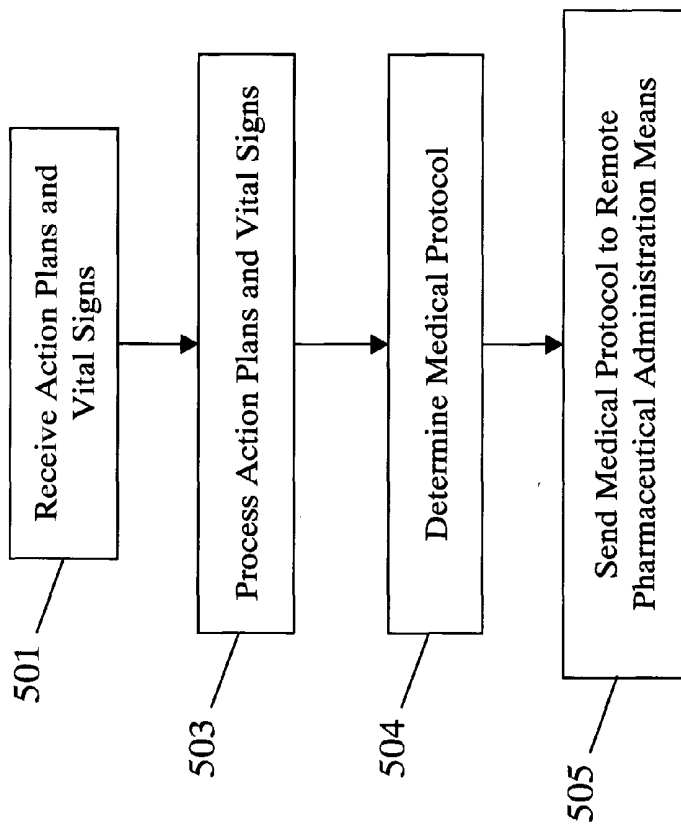 501
Receive Action Plans and
Vital Signs
503
Process Action Plans and Vital Signs
504
Determine Medical Protocol
505
Send Medical Protocol to Remote
Pharmaceutical Administration Means